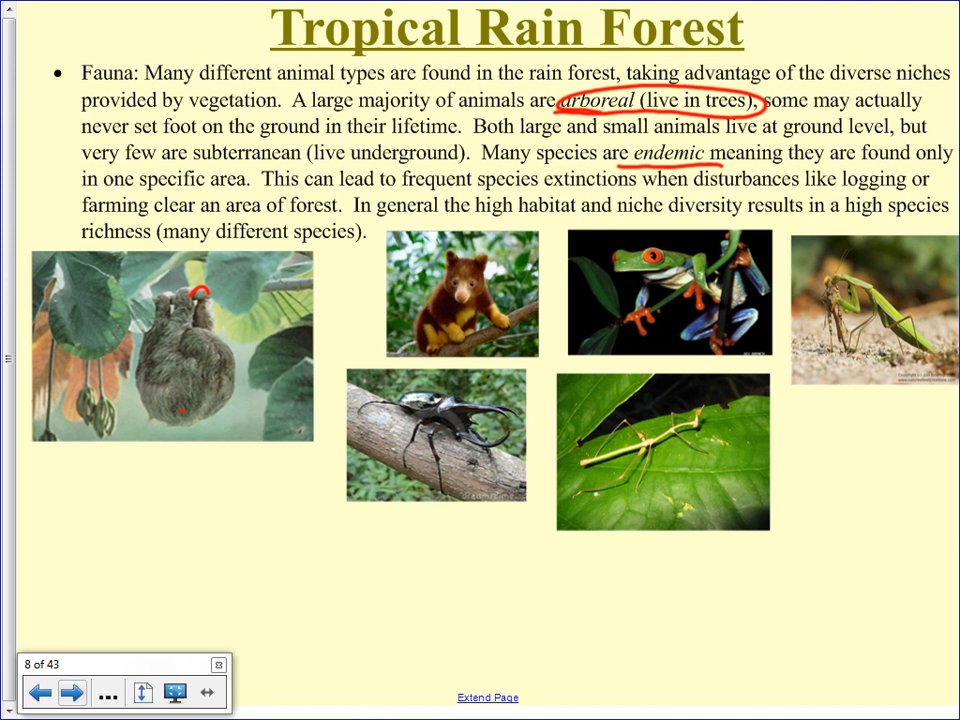 Tropical Rain Forest
• Fauna: Many different animal types are found in the rain forest, taking advantage of the diverse niches
provided by vegetation. A large majority of animals are arboreal (live in trees), some may actually
never set foot on the ground in their lifetime. Both large and small animals live at ground level, but
very few are subterranean (live underground). Many species are endemic meaning they are found only
in one specific area. This can lead to frequent species extinctions when disturbances like logging or
farming clear an area of forest. In general the high habitat and niche diversity results in a high species
richness (many different species).
8 of 43
Extend Page